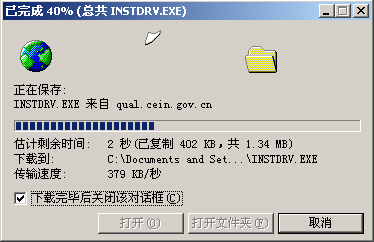 已完成 40% (总共 INSTDRV.EXE)
正在保存:
INSTDRV.EXE 来自 qual.cein.gov.cn
估计剩余时间: 2 秒(已复制 402 KB，共 1.34 MB)
下载到: C:\Documents and Set...\INSTDRV.EXE
传输速度: 379 KB/秒
下载完毕后关闭该对话框(C)
打开(O) 打开文件夹(F) 取消